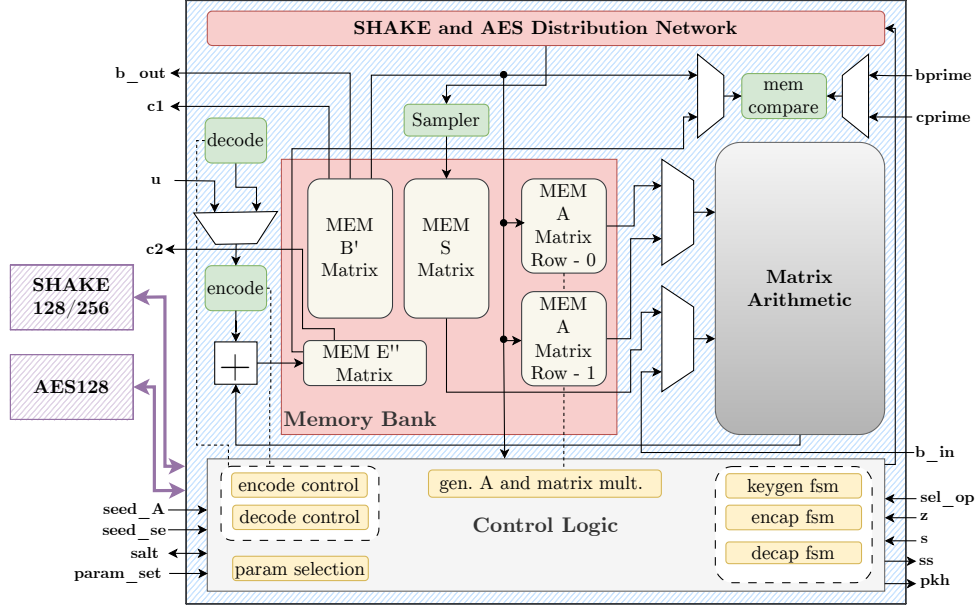 SHAKE and AES Distribution Network
b_out
c1
decode
Sampler
mem
compare
bprime
cprime
u
c2
encode
MEM
B'
Matrix
MEM
S
Matrix
MEM
A
Matrix
Row - 0
MEM
A
Matrix
Row - 1
MEM E''
Matrix
Memory Bank
Matrix
Arithmetic
SHAKE
128/256
AES128
b_in
encode control
decode control
param selection
gen. A and matrix mult.
Control Logic
keygen fsm
encap fsm
decap fsm
seed_A
seed_se
salt
param_set
sel_op
z
s
ss
pkh